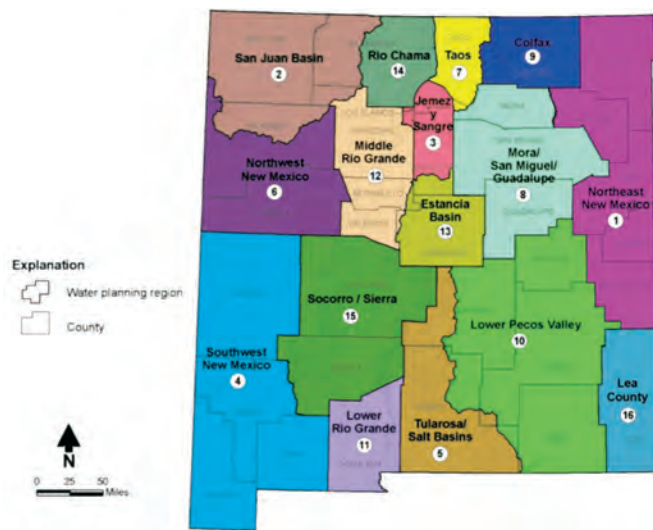 San Juan Basin
2
Rio Chama
14
Taos
7
Colfax
9
Jemez
y
Sangre
3
Middle
Rio Grande
12
Mora/
San Miguel/
Guadalupe
8
Northwest
New Mexico
6
Northeast
New Mexico
1
Estancia
Basin
13
Explanation
Water planning region
County
Socorro / Sierra
15
Lower Pecos Valley
10
Southwest
New Mexico
4
Lea
County
16
Lower
Rio Grande
11
Tularosa/
Salt Basins
5
N
0 25 50
Miles